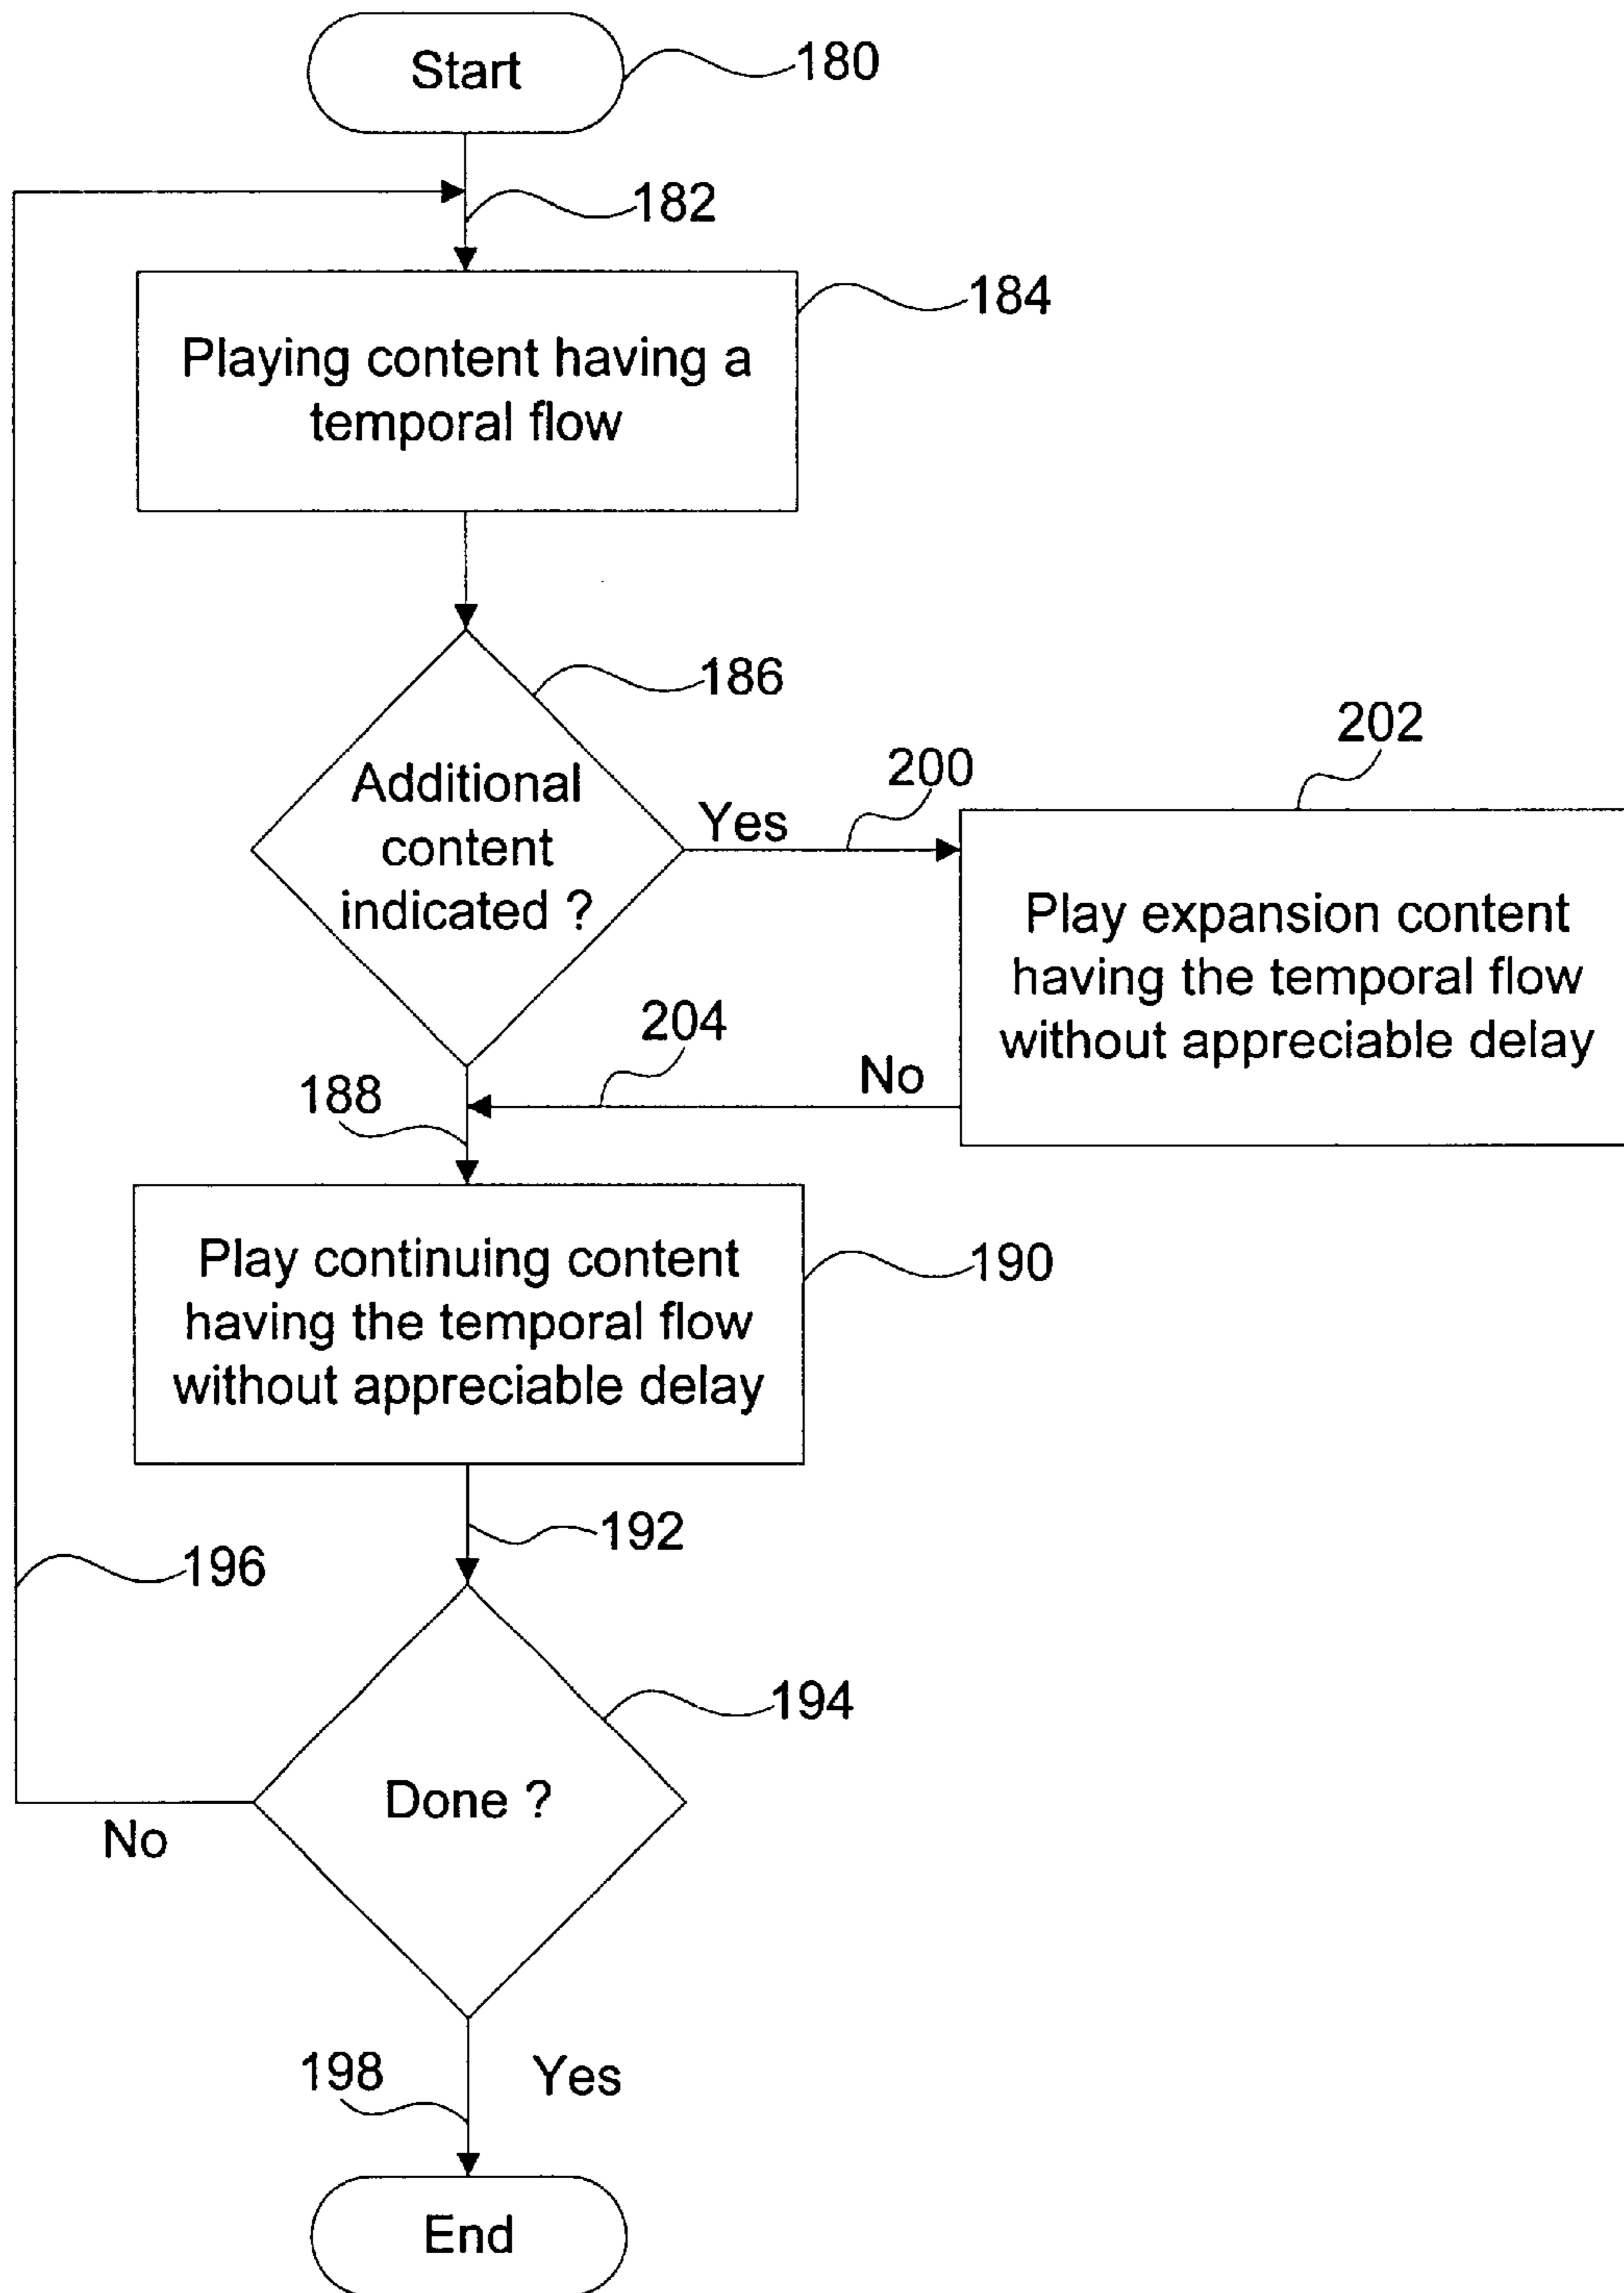 Start
180
182
184
Playing content having a
temporal flow
186
Additional
content
indicated ?
Yes
200
202
Play expansion content
having the temporal flow
without appreciable delay
204
No
188
Play continuing content
having the temporal flow
without appreciable delay
190
192
196
194
Done ?
No
198
Yes
End